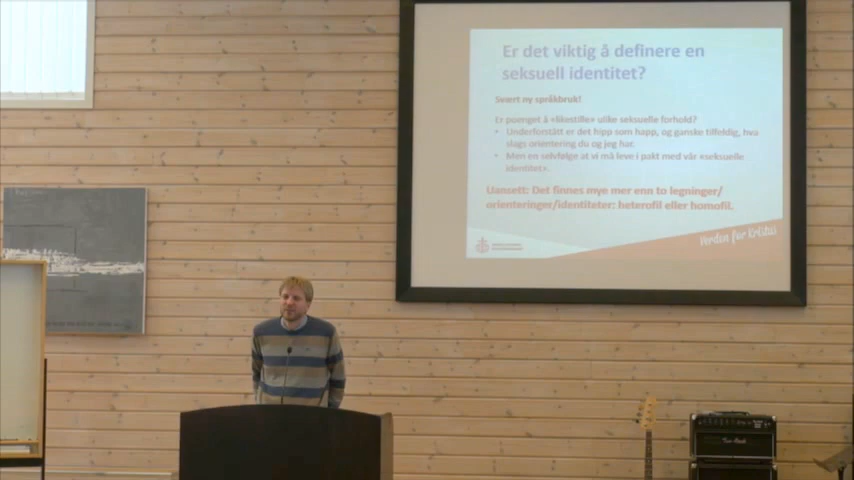 Er det viktig å definere en
seksuell identitet?
Svært ny språkbruk!
Er poenget å «likestille» ulike seksuelle forhold?
• Underforstått er det hipp som happ, og ganske tilfeldig, hva
slags orientering du og jeg har.
• Men en selvfølge at vi må leve i pakt med vår «seksuelle
identitet».
Uansett: Det finnes mye mer enn to legninger/
orienteringer/identiteter: heterofil eller homofil.
Verden for Kristus